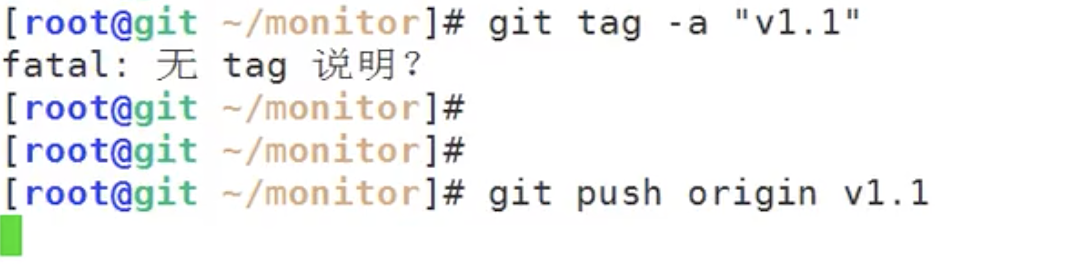 [root@git ~/monitor]# git tag -a "v1.1"
fatal: 无 tag 说明？
[root@git ~/monitor]#
[root@git ~/monitor]#
[root@git ~/monitor]# git push origin v1.1